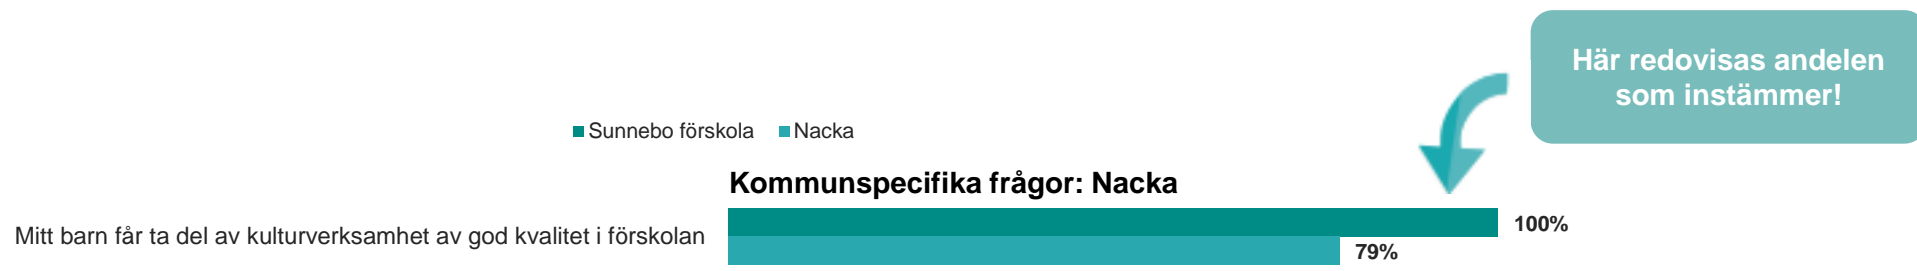 Här redovisas andelen
som instämmer!
Sunnebo förskola Nacka
Kommunspecifika frågor: Nacka
Mitt barn får ta del av kulturverksamhet av god kvalitet i förskolan
100%
79%